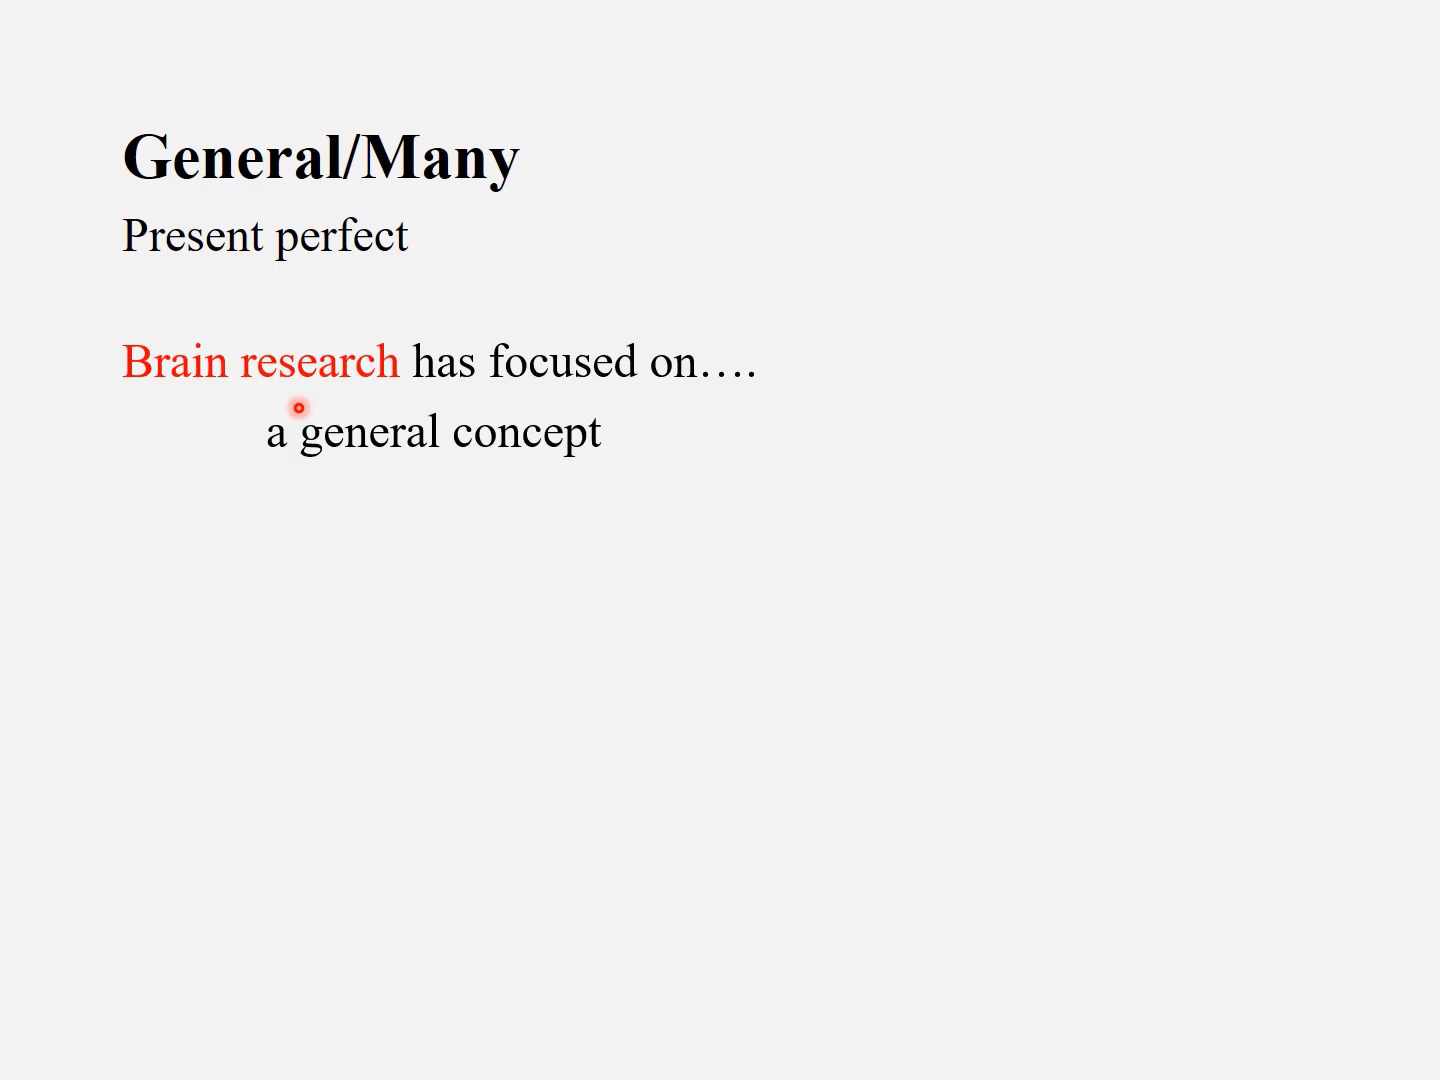 General/Many
Present perfect
Brain research has focused on….
a general concept